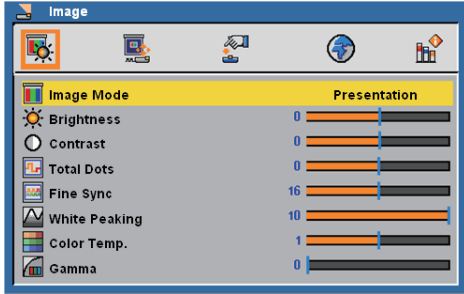 Image
Image Mode Presentation
Brightness 0
Contrast 0
Total Dots 0
Fine Sync 16
White Peaking 10
Color Temp. 1
Gamma 0